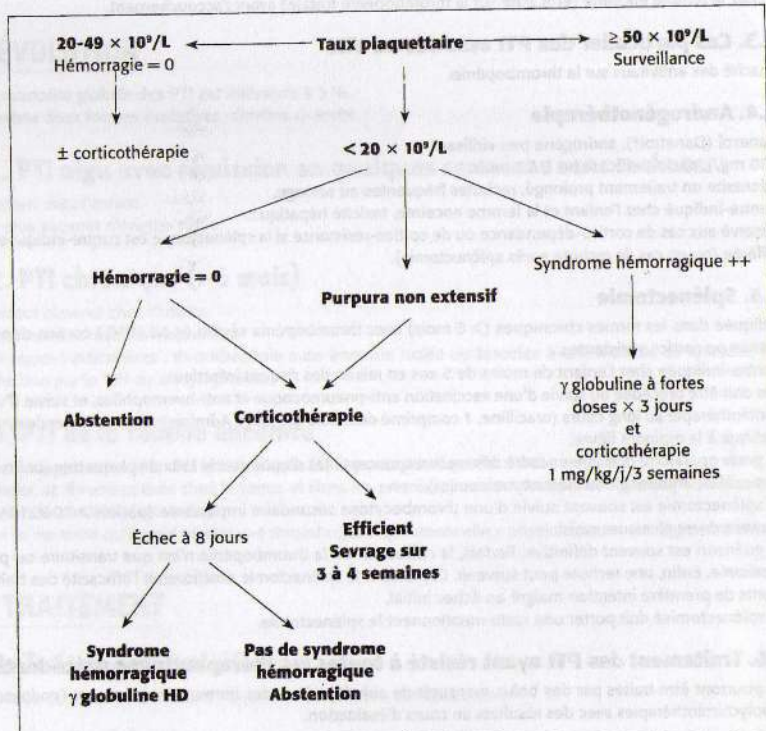 20-49 × 10⁹/L
Hémorragie = 0
Taux plaquettaire
≥ 50 × 10⁹/L
Surveillance
± corticothérapie
< 20 × 10⁹/L
Hémorragie = 0
Purpura non extensif
Syndrome hémorragique ++
Abstention
Corticothérapie
γ globuline à fortes
doses × 3 jours
et
corticothérapie
1 mg/kg/j/3 semaines
Échec à 8 jours
Efficient
Sevrage sur
3 à 4 semaines
Syndrome
hémorragique
γ globuline HD
Pas de syndrome
hémorragique
Abstention